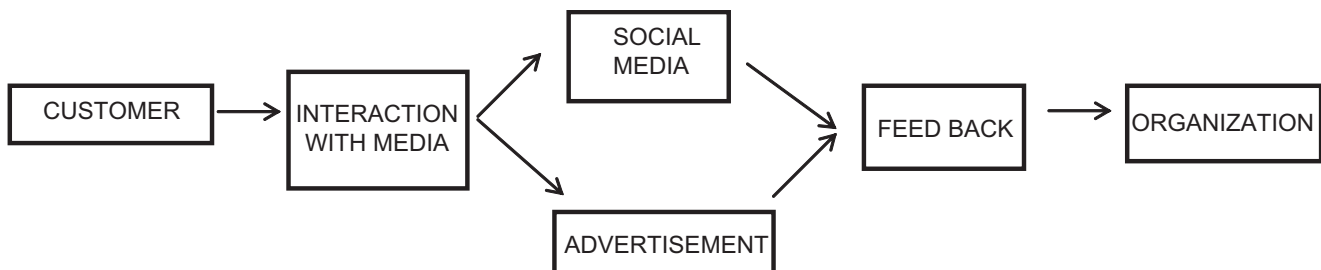 CUSTOMER
INTERACTION
WITH MEDIA
SOCIAL
MEDIA
ADVERTISEMENT
FEED BACK
ORGANIZATION